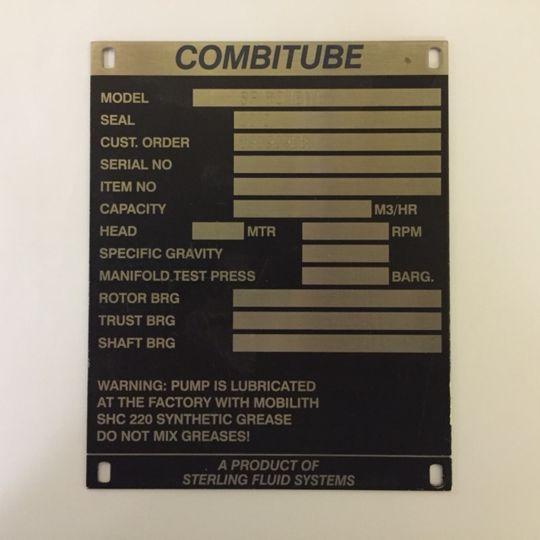 COMBITUBE
MODEL
SEAL
CUST. ORDER
SERIAL NO
ITEM NO
CAPACITY M3/HR
HEAD MTR RPM
SPECIFIC GRAVITY
MANIFOLD TEST PRESS BARG.
ROTOR BRG
TRUST BRG
SHAFT BRG
WARNING: PUMP IS LUBRICATED
AT THE FACTORY WITH MOBILITH
SHC 220 SYNTHETIC GREASE
DO NOT MIX GREASES!
A PRODUCT OF
STERLING FLUID SYSTEMS